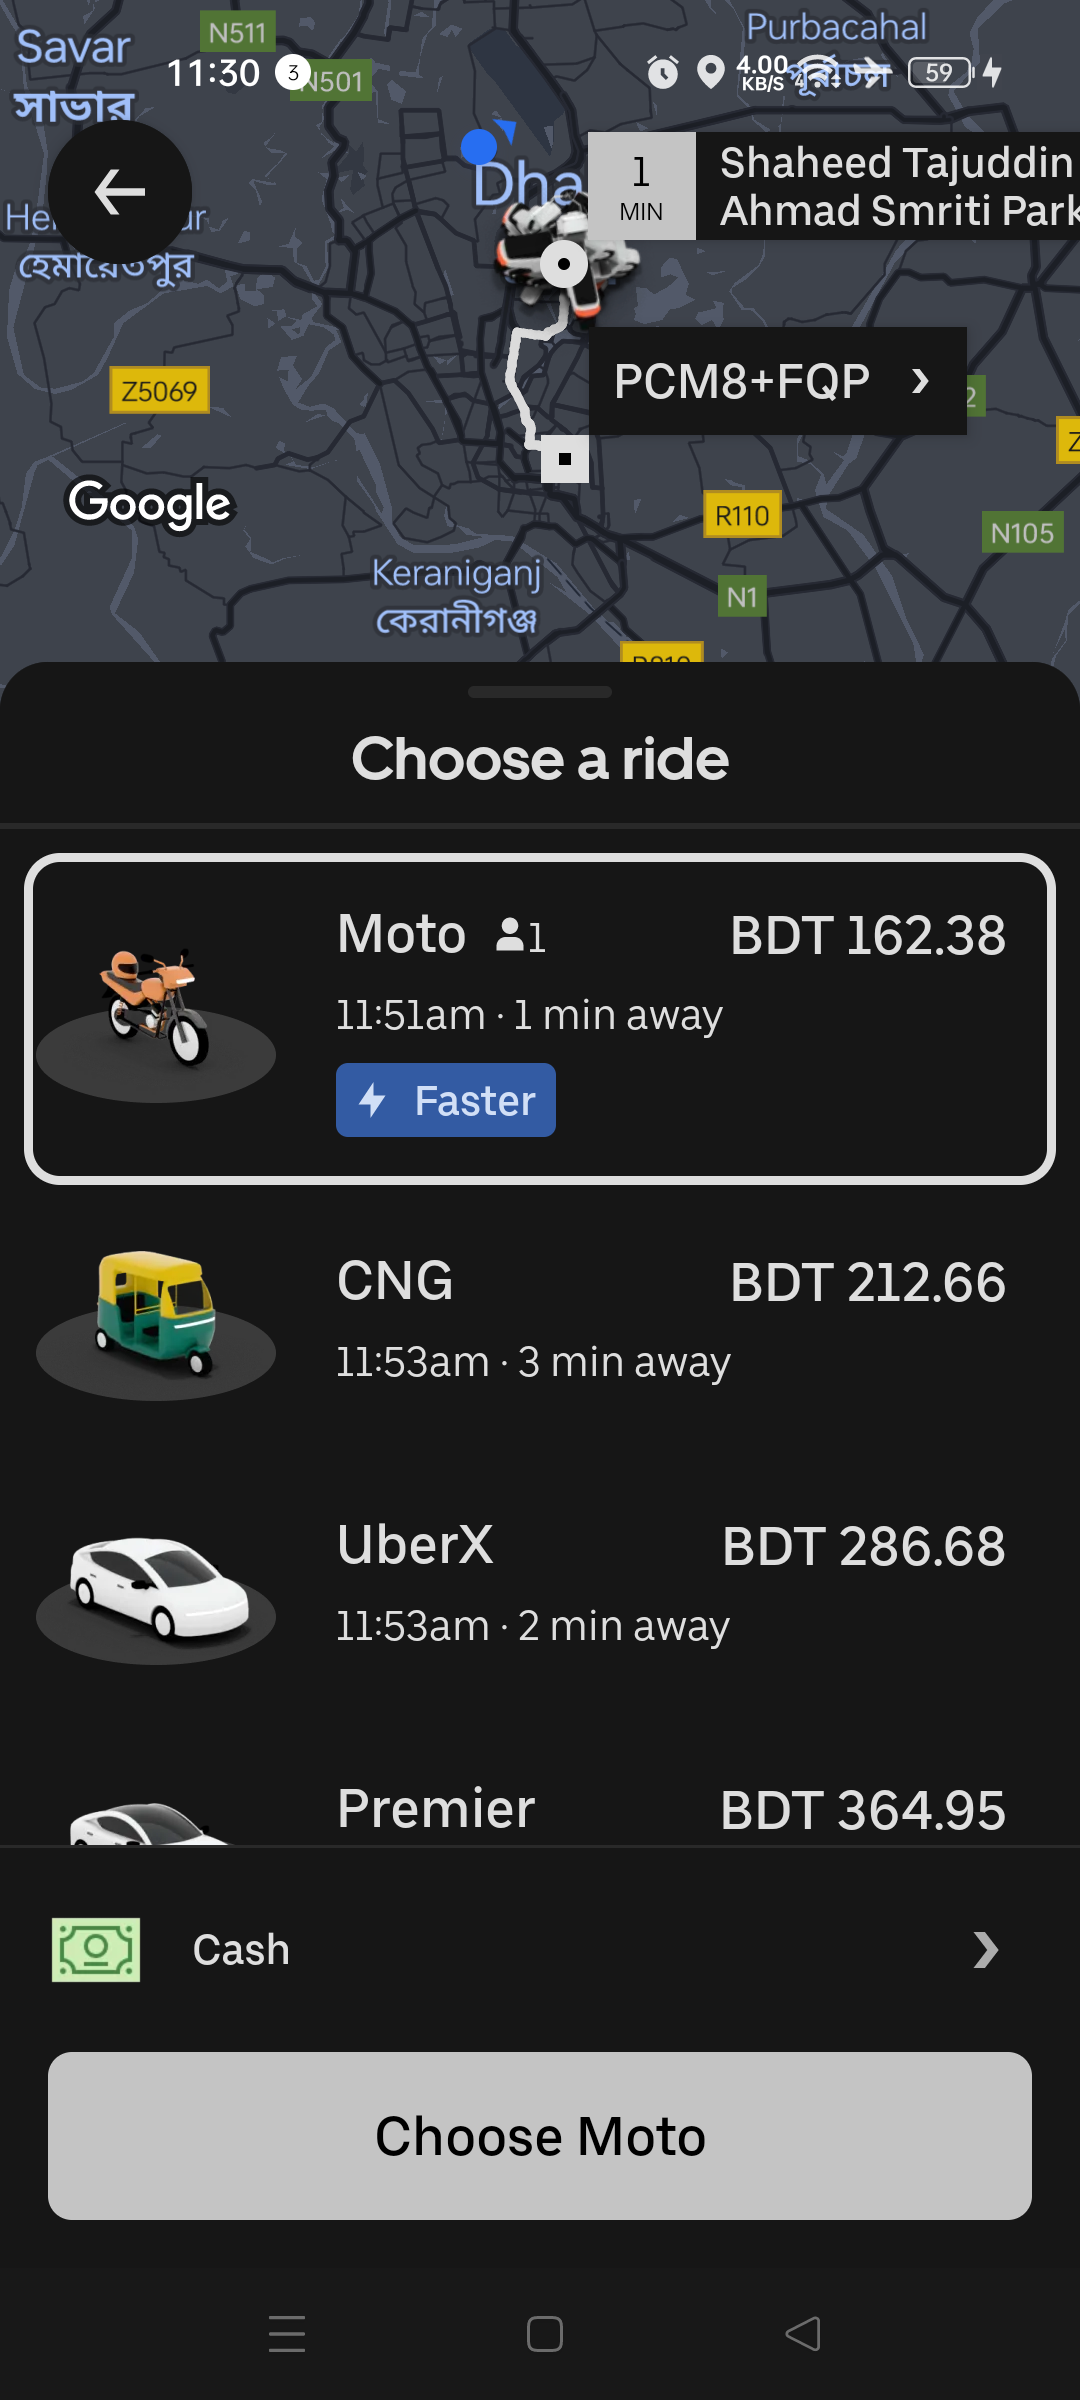 Savar
N511
Purbacahal
11:30
3
N501
4.00
KB/S
59
সাভার
1
MIN
Shaheed Tajuddin
Ahmad Smriti Park
Dha
হেমায়েতপুর
PCM8+FQP
Z5069
Google
R110
N105
Keraniganj
কেরানীগঞ্জ
N1
Choose a ride
Moto 1
BDT 162.38
11:51am · 1 min away
Faster
CNG
BDT 212.66
11:53am · 3 min away
UberX
BDT 286.68
11:53am · 2 min away
Premier
BDT 364.95
Cash
Choose Moto